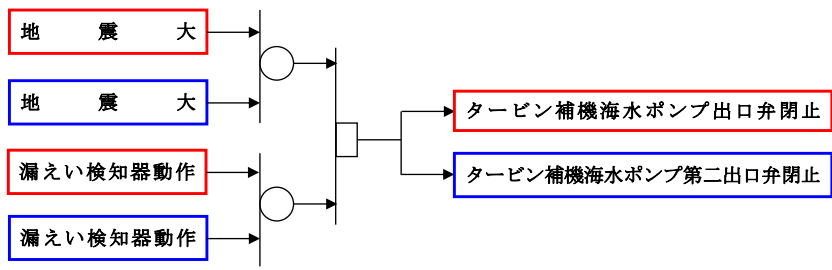 地震大
地震大
漏えい検知器動作
漏えい検知器動作
タービン補機海水ポンプ出口弁閉止
タービン補機海水ポンプ第二出口弁閉止